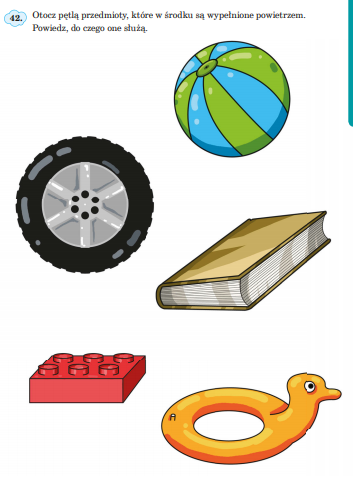 42. Otocz pętlą przedmioty, które w środku są wypełnione powietrzem.
Powiedz, do czego one służą.